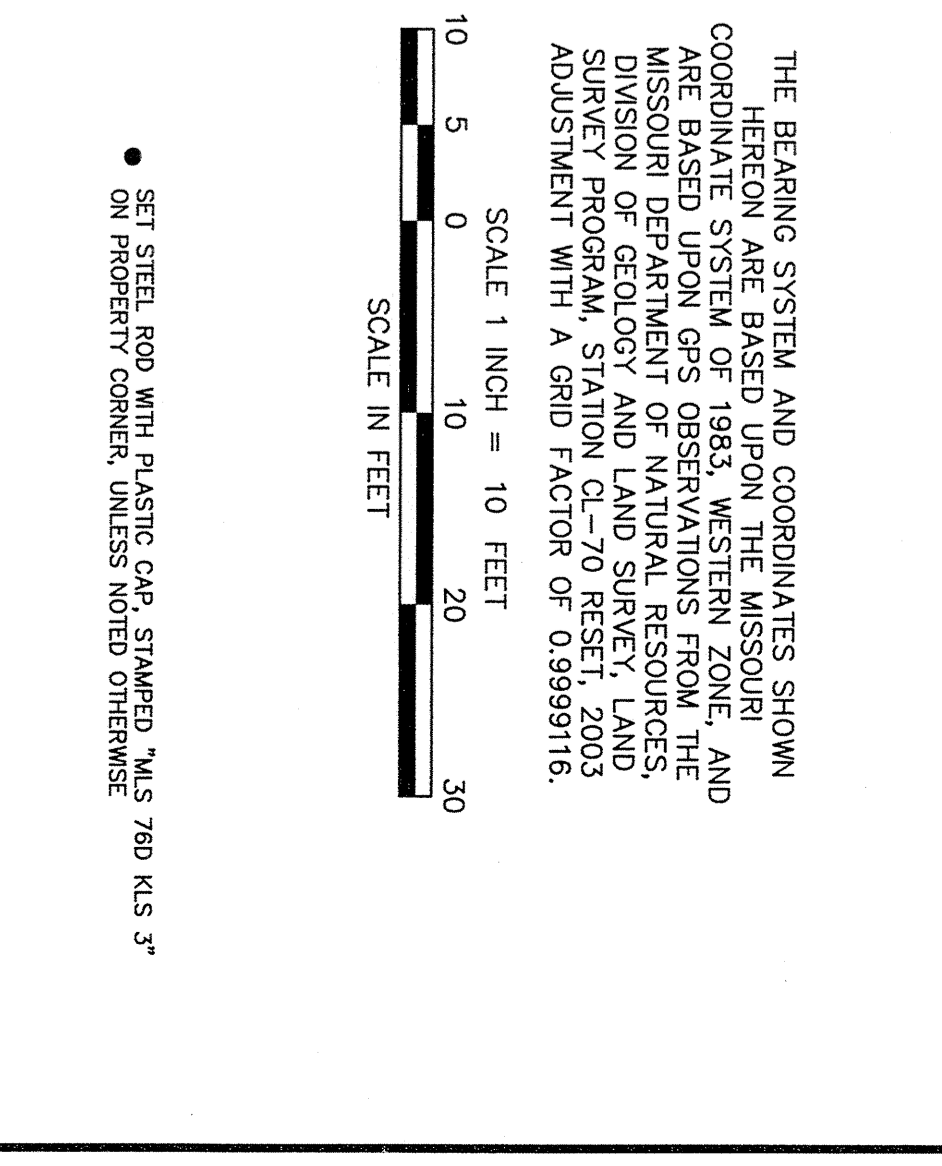 THE BEARING SYSTEM AND COORDINATES SHOWN
HEREON ARE BASED UPON THE MISSOURI
COORDINATE SYSTEM OF 1983, WESTERN ZONE, AND
ARE BASED UPON GPS OBSERVATIONS FROM THE
MISSOURI DEPARTMENT OF NATURAL RESOURCES,
DIVISION OF GEOLOGY AND LAND SURVEY, LAND
SURVEY PROGRAM, STATION CL-70 RESET, 2003
ADJUSTMENT WITH A GRID FACTOR OF 0.9999116.
SCALE 1 INCH = 10 FEET
10 5 0 10 20 30
SCALE IN FEET
SET STEEL ROD WITH PLASTIC CAP, STAMPED "MLS 76D KLS 3"
ON PROPERTY CORNER, UNLESS NOTED OTHERWISE